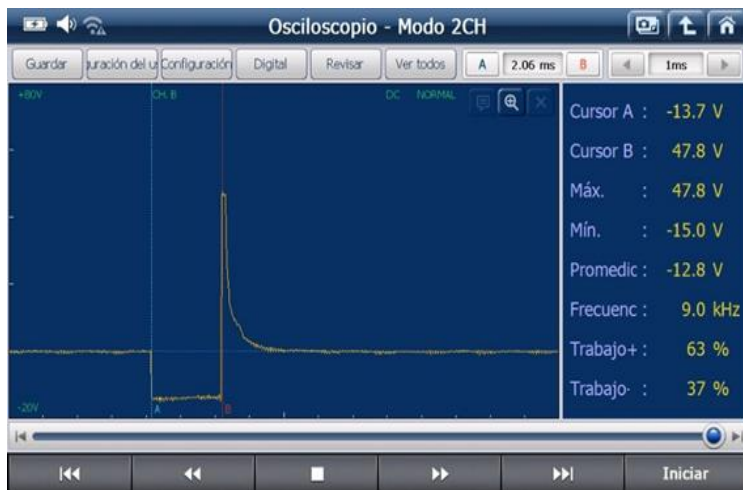 Osciloscopio - Modo 2CH
Guardar uración del u Configuración Digital Revisar Ver todos A 2.06 ms B 1ms
+80V CH. B DC NORMAL
Cursor A : -13.7 V
Cursor B : 47.8 V
Máx. : 47.8 V
Mín. : -15.0 V
Promedic : -12.8 V
Frecuenc : 9.0 kHz
Trabajo+ : 63 %
Trabajo- : 37 %
-20V A B
Iniciar